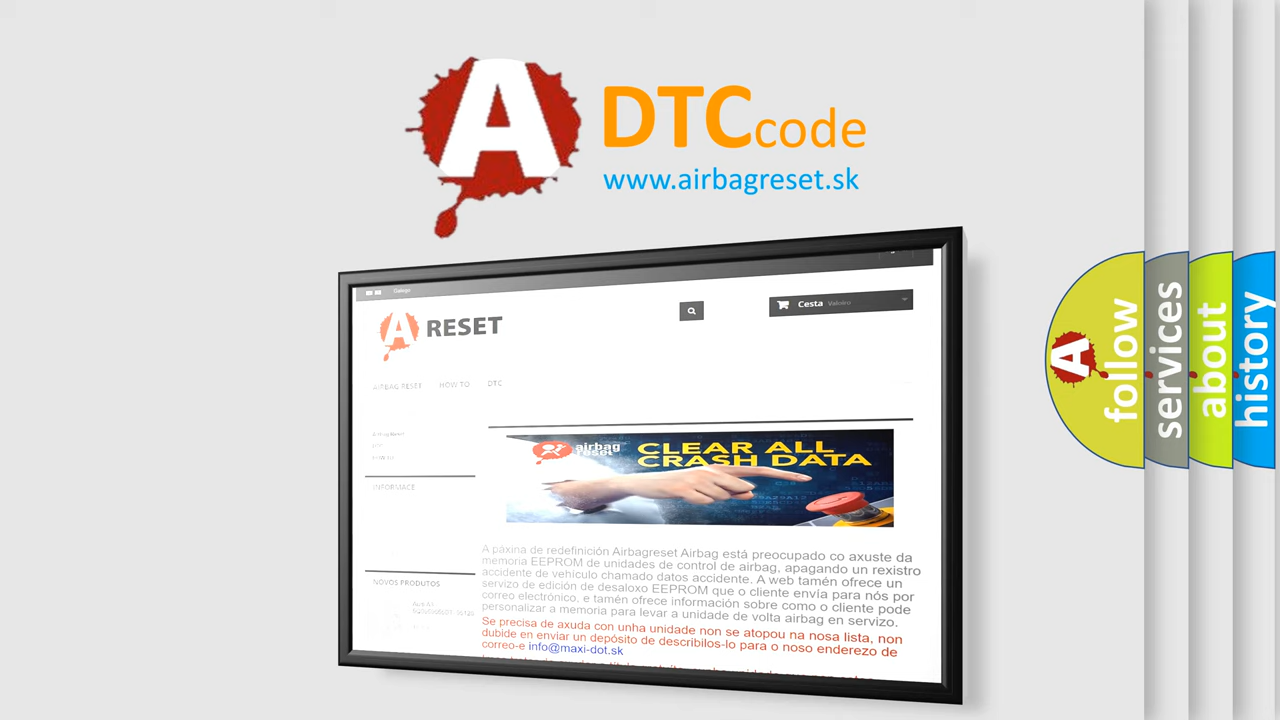 A
DTCcode
www.airbagreset.sk
Galego
A RESET
Cesta Valoiro
AIRBAG RESET HOW TO DTC
Airbag Reset
HOW TO
INFORMACE
airbag
reset
CLEAR ALL
CRASH DATA
A páxina de redefinición Airbagreset Airbag está preocupado co axuste da
memoria EEPROM de unidades de control de airbag, apagando un rexistro
accidente de vehículo chamado datos accidente. A web tamén ofrece un
servizo de edición de desaloxo EEPROM que o cliente envía para nós por
correo electrónico, e tamén ofrece información sobre como o cliente pode
personalizar a memoria para levar a unidade de volta airbag en servizo.
Se precisa de axuda con unha unidade non se atopou na nosa lista, non
dubide en enviar un depósito de describilos-lo para o noso enderezo de
correo-e info@maxi-dot.sk
NOVOS PRODUTOS
A
follow
services
about
history